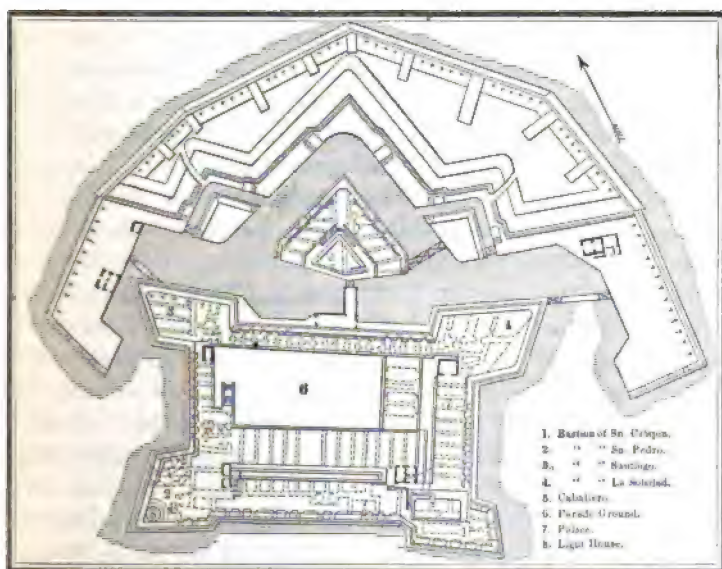 6
1. Bastion of Sn. Crispin.
2. " " Sn. Pedro.
3. " " Santiago.
4. " " La Soledad.
5. Caballero.
6. Parade Ground.
7. Palace.
8. Light House.